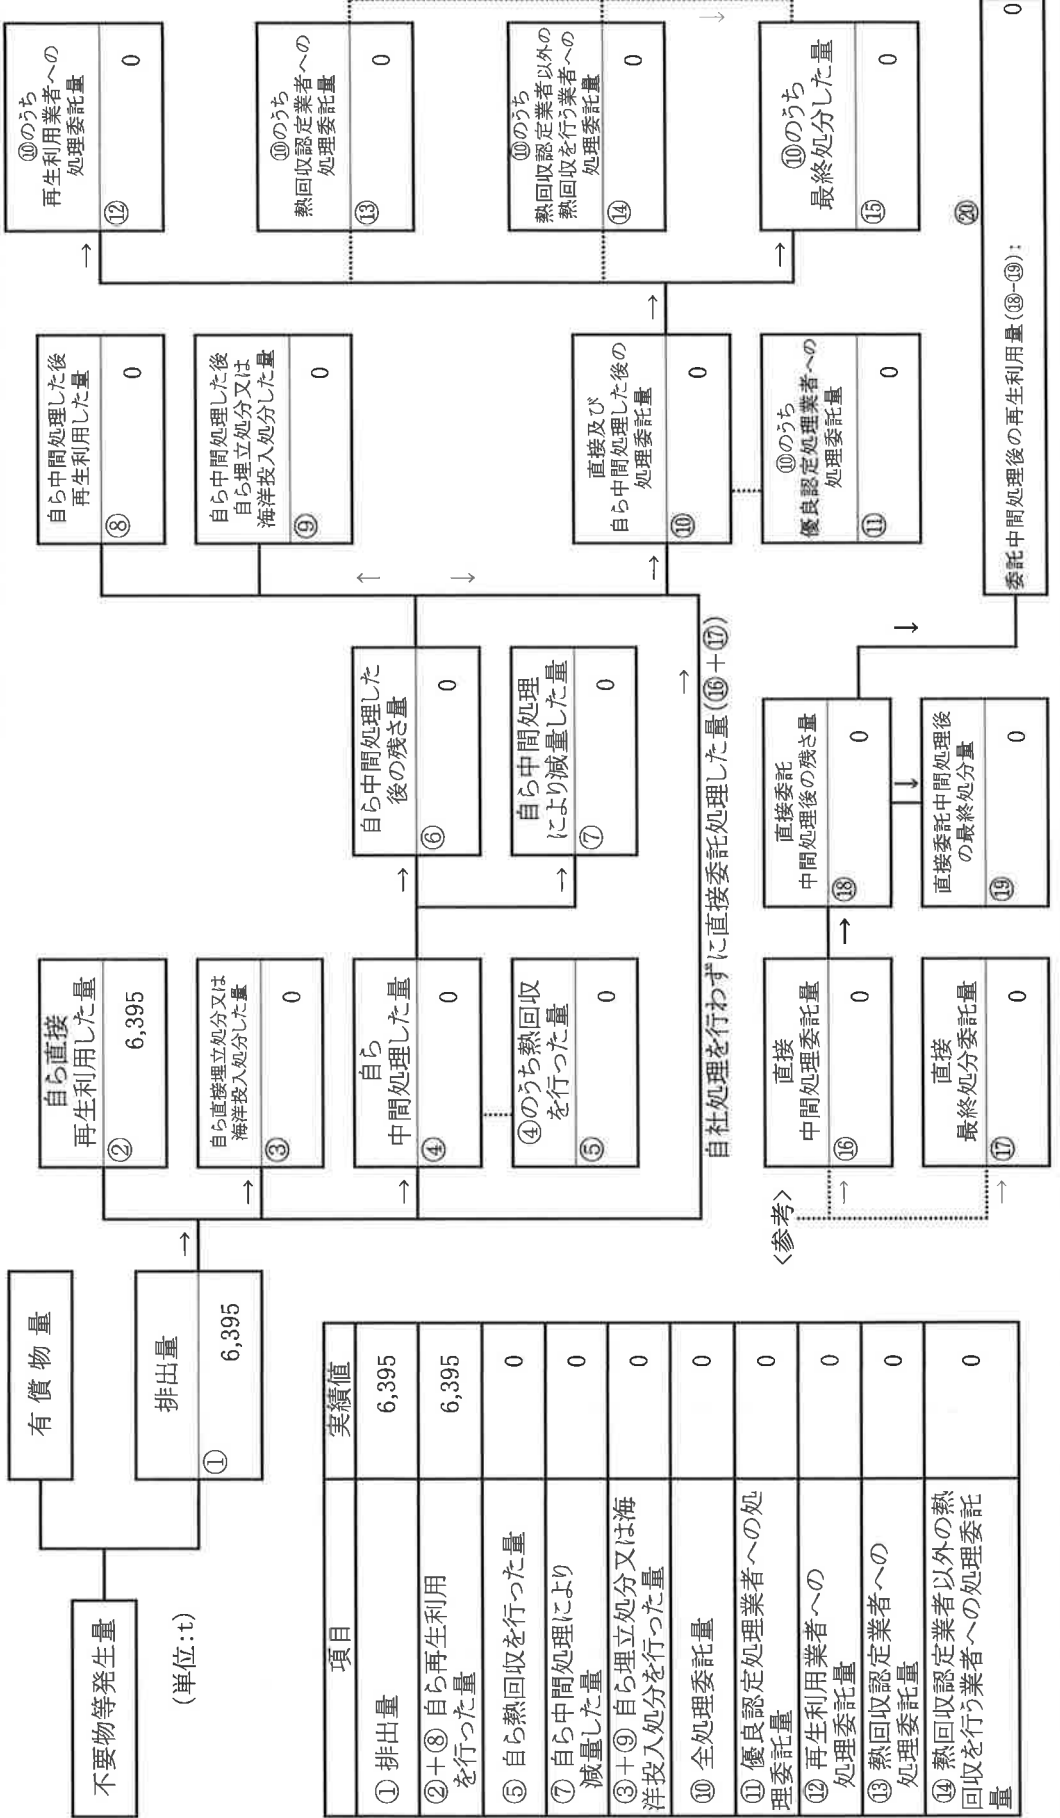 不要物等発生量
(単位:t)
有償物量
排出量
①
6,395
→
自ら直接
再生利用した量
②
6,395
→
自ら直接埋立処分又は
海洋投入処分した量
③
0
→
自ら
中間処理した量
④
0
④のうち熱回収
を行った量
⑤
0
→
自ら中間処理した
後の残さ量
⑥
0
→
自ら中間処理
により減量した量
⑦
0
自ら中間処理した後
再生利用した量
⑧
0
自ら中間処理した後
自ら埋立処分又は
海洋投入処分した量
⑨
0
←
→
→
直接及び
自ら中間処理した後の
処理委託量
⑩
0
⑩のうち
優良認定処理業者への
処理委託量
⑪
0
→
→
⑩のうち
再生利用業者への
処理委託量
⑫
0
⑩のうち
熱回収認定業者への
処理委託量
⑬
0
⑩のうち
熱回収認定業者以外の
熱回収を行う業者への
処理委託量
⑭
0
→
⑩のうち
最終処分した量
⑮
0
→
→
自社処理を行わずに直接委託処理した量(⑯+⑰)
<参考>
→
直接
中間処理委託量
⑯
0
→
直接
最終処分委託量
⑰
0
→
直接委託
中間処理後の残さ量
⑱
0
↓
直接委託中間処理後
の最終処分量
⑲
0
↓
⑳
委託中間処理後の再生利用量(⑱-⑲):
0
項目
実績値
① 排出量
6,395
②+⑧ 自ら再生利用
を行った量
6,395
⑤ 自ら熱回収を行った量
0
⑦ 自ら中間処理により
減量した量
0
③+⑨ 自ら埋立処分又は海
洋投入処分を行った量
0
⑩ 全処理委託量
0
⑪ 優良認定処理業者への処
理委託量
0
⑫ 再生利用業者への
処理委託量
0
⑬ 熱回収認定業者への
処理委託量
0
⑭ 熱回収認定業者以外の熱
回収を行う業者への処理委託
量
0